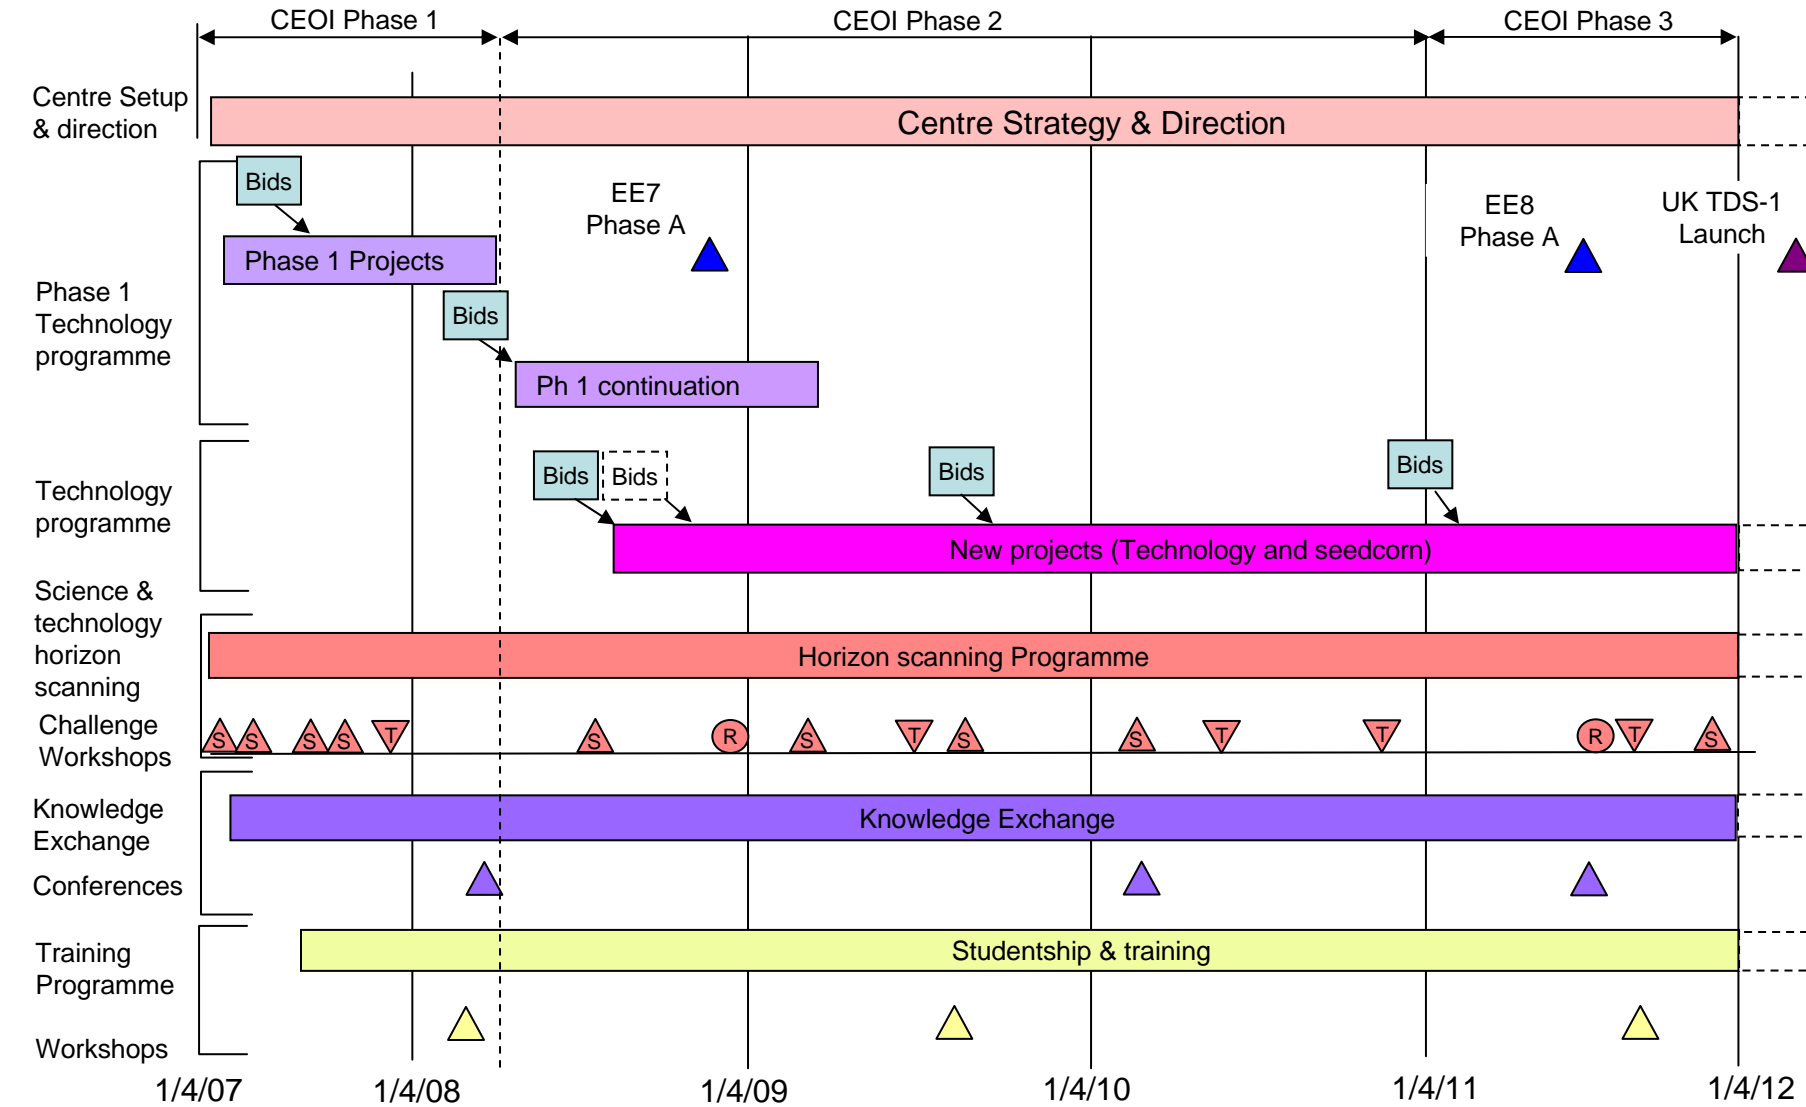 CEOI Phase 1
CEOI Phase 2
CEOI Phase 3
Centre Setup
& direction
Centre Strategy & Direction
Bids
EE7
Phase A
EE8
Phase A
UK TDS-1
Launch
Phase 1 Projects
Phase 1
Technology
programme
Bids
Ph 1 continuation
Technology
programme
Bids
Bids
Bids
Bids
New projects (Technology and seedcorn)
Science &
technology
horizon
scanning
Horizon scanning Programme
Challenge
Workshops
S S S S T S R S T S S T T R T S
Knowledge
Exchange
Knowledge Exchange
Conferences
Training
Programme
Studentship & training
Workshops
1/4/07 1/4/08 1/4/09 1/4/10 1/4/11 1/4/12